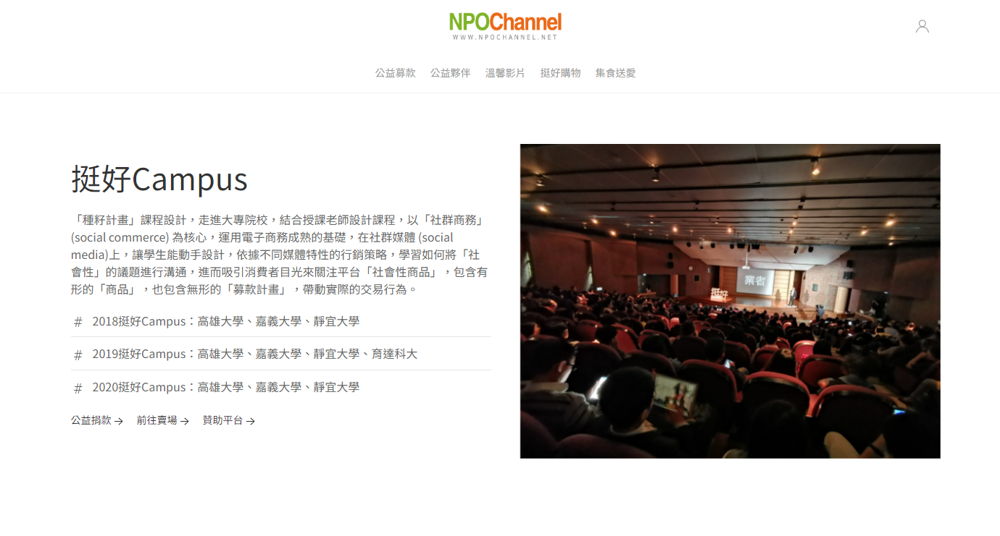 NPOChannel
WWW.NPOCHANNEL.NET
公益募款 公益夥伴 溫馨影片 挺好購物 集食送愛
挺好Campus
「種籽計畫」課程設計，走進大專院校，結合授課老師設計課程，以「社群商務」
(social commerce) 為核心，運用電子商務成熟的基礎，在社群媒體 (social
media)上，讓學生能動手設計，依據不同媒體特性的行銷策略，學習如何將「社
會性」的議題進行溝通，進而吸引消費者目光來關注平台「社會性商品」，包含有
形的「商品」，也包含無形的「募款計畫」，帶動實際的交易行為。
# 2018挺好Campus：高雄大學、嘉義大學、靜宜大學
# 2019挺好Campus：高雄大學、嘉義大學、靜宜大學、育達科大
# 2020挺好Campus：高雄大學、嘉義大學、靜宜大學
公益捐款 → 前往賣場 → 贊助平台 →
業者
挺好